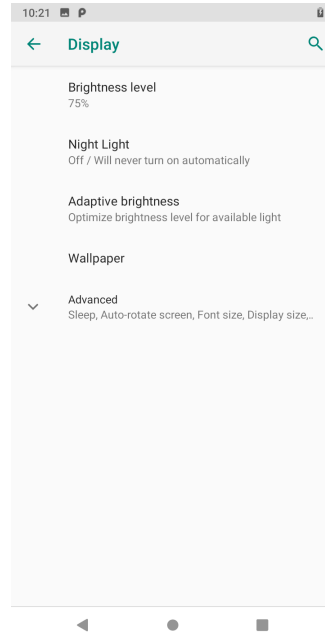 10:21
Display
Brightness level
75%
Night Light
Off / Will never turn on automatically
Adaptive brightness
Optimize brightness level for available light
Wallpaper
Advanced
Sleep, Auto-rotate screen, Font size, Display size,..